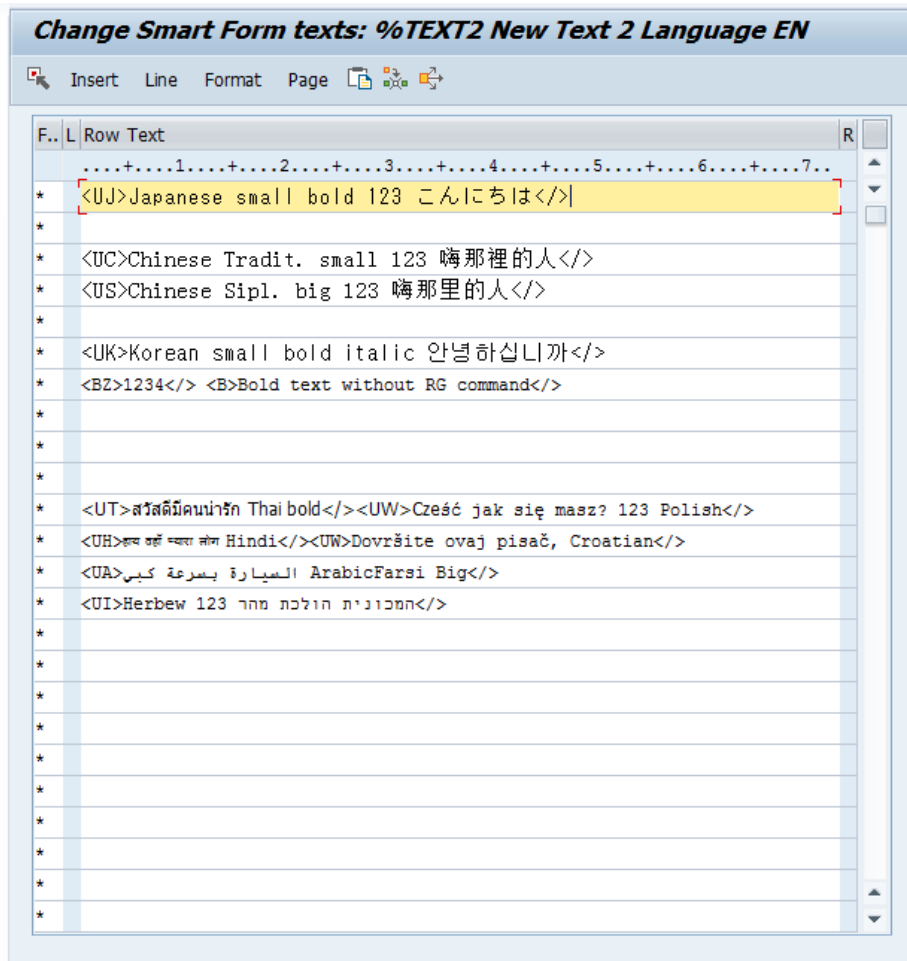 Change Smart Form texts: %TEXT2 New Text 2 Language EN
Insert Line Format Page
F.. L Row Text R
....+....1....+....2....+....3....+....4....+....5....+....6....+....7..
* <UJ>Japanese small bold 123 こんにちは</>
*
* <UC>Chinese Tradit. small 123 嗨那裡的人</>
* <US>Chinese Sipl. big 123 嗨那里的人</>
*
* <UK>Korean small bold italic 안녕하십니까</>
* <BZ>1234</> <B>Bold text without RG command</>
*
*
*
* <UT>สวัสดีมีคนน่ารัก Thai bold</><UW>Cześć jak się masz? 123 Polish</>
* <UH>हाय वहाँ प्यारा लोग Hindi</><UW>Dovršite ovaj pisač, Croatian</>
* <UA>السيارة بسرعة كبي ArabicFarsi Big</>
* <UI>Herbew 123 המכונית הולכת מהר</>
*
*
*
*
*
*
*
*
*
*